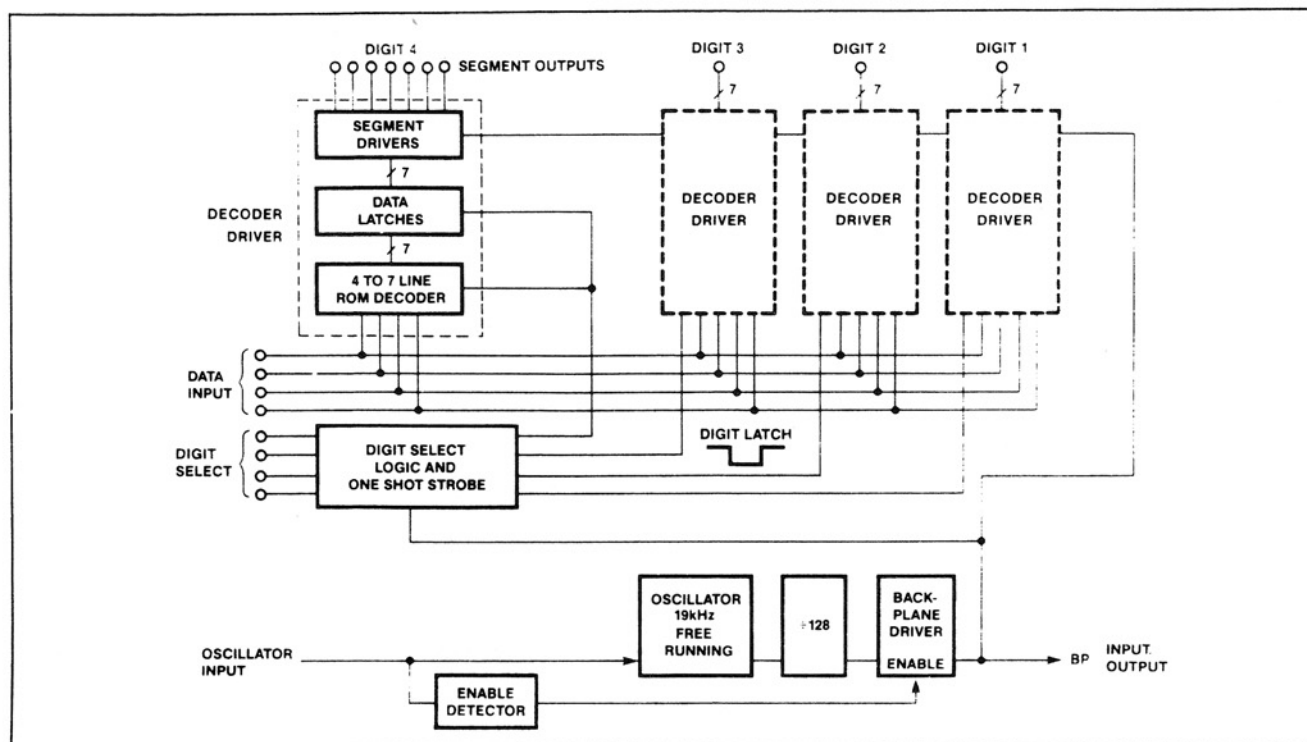 DIGIT 4
DIGIT 3
DIGIT 2
DIGIT 1
SEGMENT OUTPUTS
7
7
7
SEGMENT
DRIVERS
7
DATA
LATCHES
7
4 TO 7 LINE
ROM DECODER
DECODER
DRIVER
DECODER
DRIVER
DECODER
DRIVER
DECODER
DRIVER
DATA
INPUT
DIGIT
SELECT
DIGIT SELECT
LOGIC AND
ONE SHOT STROBE
DIGIT LATCH
OSCILLATOR
INPUT
ENABLE
DETECTOR
OSCILLATOR
19kHz
FREE
RUNNING
÷128
BACK-
PLANE
DRIVER
ENABLE
BP
INPUT
OUTPUT